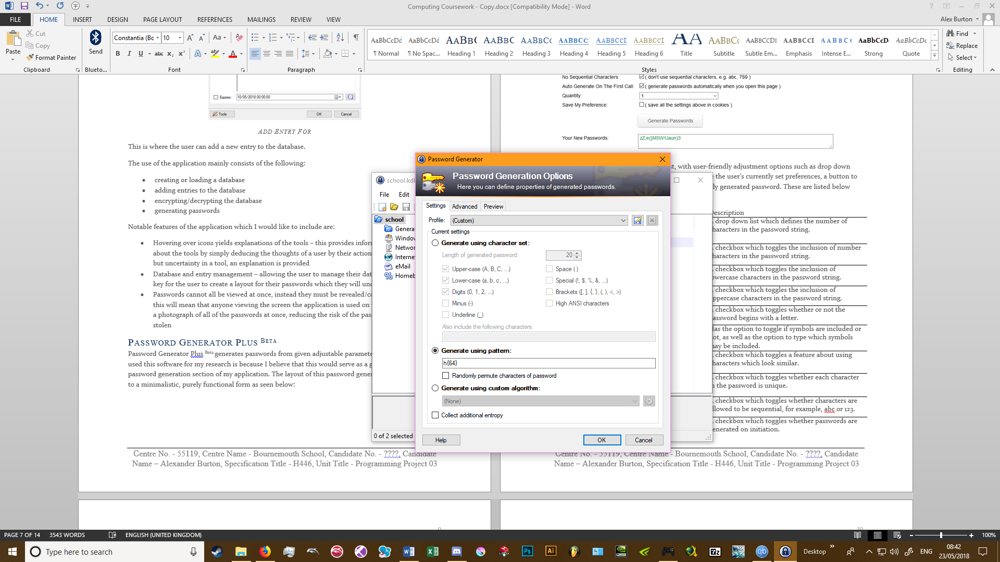 Computing Coursework - Copy.docx [Compatibility Mode] - Word
FILE HOME INSERT DESIGN PAGE LAYOUT REFERENCES MAILINGS REVIEW VIEW
Alex Burton
Paste
Cut
Copy
Format Painter
Clipboard
Send
Blueto...
Constantia (Bc 10
Font
Paragraph
AaBbCcDd AaBbCcDd AaBb( AaBbC AaBbC( AaBbCc AaBbCcI AaBbCcD AA AaBbC( AaBbCcDI AaBbCcI AaBbCc AaBbCcD AaBbCcDc
¶ Normal ¶ No Spac... Heading 1 Heading 2 Heading 3 Heading 4 Heading 5 Heading 6 Title Subtitle Subtle Em... Emphasis Intense E... Strong Quote
Styles
Find
Replace
Select
Editing
Expires: 10/05/2018 00:00:00
Tools OK Cancel
ADD ENTRY FOR
This is where the user can add a new entry to the database.
The use of the application mainly consists of the following:
• creating or loading a database
• adding entries to the database
• encrypting/decrypting the database
• generating passwords
Notable features of the application which I would like to include are:
• Hovering over icons yields explanations of the tools – this provides inform
about the tools by simply deducing the thoughts of a user by their action
but uncertainty in a tool, an explanation is provided
• Database and entry management – allowing the user to manage their dat
key for the user to create a layout for their passwords which they will un
• Passwords cannot all be viewed at once, instead they must be revealed/co
this will mean that anyone viewing the screen the application is used on
a photograph of all of the passwords at once, reducing the risk of the pas
stolen
PASSWORD GENERATOR PLUS BETA
Password Generator Plus Beta generates passwords from given adjustable paramete
used this software for my research is because I believe that this would serve as a g
password generation section of my application. The layout of this password gener
to a minimalistic, purely functional form as seen below:
Centre No. - 55119, Centre Name - Bournemouth School, Candidate No. - ????, Candidate
Name – Alexander Burton, Specification Title - H446, Unit Title - Programming Project 03
No Sequential Characters: ( don't use sequential characters, e.g. abc, 789 )
Auto Generate On The First Call: ( generate passwords automatically when you open this page )
Quantity: 1
Save My Preference: ( save all the settings above in cookies )
Generate Passwords
Your New Passwords: zZ;e(}M5W/Uaun)3
st, with user-friendly adjustment options such as drop down
e the user's currently set preferences, a button to
ly generated password. These are listed below
Description
drop down list which defines the number of
haracters in the password string.
checkbox which toggles the inclusion of number
haracters in the password string.
checkbox which toggles the inclusion of
owercase characters in the password string.
checkbox which toggles the inclusion of
ppercase characters in the password string.
checkbox which toggles whether or not the
assword begins with a letter.
Has the option to toggle if symbols are included or
ot, as well as the option to type which symbols
may be included.
checkbox which toggles a feature about using
haracters which look similar.
checkbox which toggles whether each character
n the password is unique.
checkbox which toggles whether characters are
llowed to be sequential, for example, abc or 123.
checkbox which toggles whether passwords are
enerated on initiation.
Centre No. - 55119, Centre Name - Bournemouth School, Candidate No. - ????, Candidate
Name – Alexander Burton, Specification Title - H446, Unit Title - Programming Project 03
school.kdb
File Edit
school
Genera
Window
Networ
Interne
eMail
Homeb
0 of 2 selected
Password Generator
Password Generation Options
Here you can define properties of generated passwords.
Settings Advanced Preview
Profile: (Custom)
Current settings
Generate using character set:
Length of generated password: 20
Upper-case (A, B, C, ...) Space ( )
Lower-case (a, b, c, ...) Special (!, $, %, &, ...)
Digits (0, 1, 2, ...) Brackets ([, ], {, }, (, ), <, >)
Minus (-) High ANSI characters
Underline (_)
Also include the following characters:
Generate using pattern:
h{64}
Randomly permute characters of password
Generate using custom algorithm:
(None)
Collect additional entropy
Help OK Cancel
PAGE 7 OF 14 3543 WORDS ENGLISH (UNITED KINGDOM) 100%
Type here to search
Desktop
ENG
08:42
23/05/2018